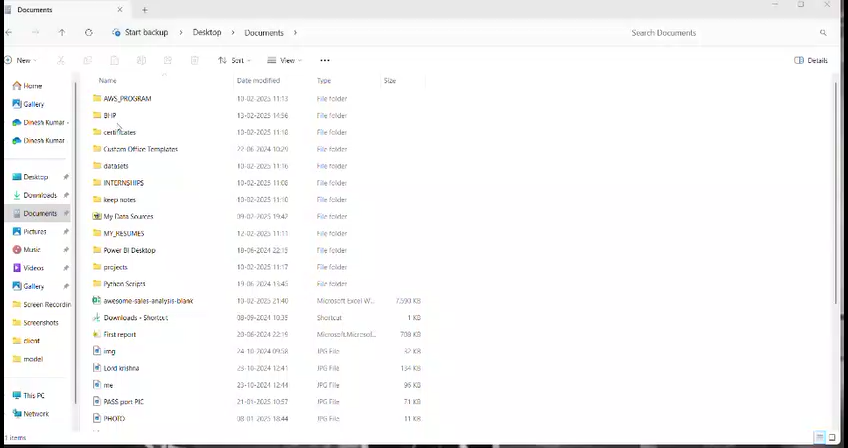 Documents
Start backup > Desktop > Documents >
Search Documents
New
Sort
View
Details
Name Date modified Type Size
Home
Gallery
Dinesh Kumar -
Dinesh Kumar
Desktop
Downloads
Documents
Pictures
Music
Videos
Gallery
Screen Recordin
Screenshots
client
model
This PC
Network
AWS_PROGRAM 10-02-2025 11:13 File folder
BHP 13-02-2025 14:56 File folder
certificates 10-02-2025 11:18 File folder
Custom Office Templates 22-06-2024 10:29 File folder
datasets 10-02-2025 11:16 File folder
INTERNSHIPS 10-02-2025 11:08 File folder
keep notes 10-02-2025 11:10 File folder
My Data Sources 09-02-2025 19:42 File folder
MY_RESUMES 12-02-2025 11:11 File folder
Power BI Desktop 18-06-2024 22:15 File folder
projects 10-02-2025 11:17 File folder
Python Scripts 19-06-2024 File folder
awesome-sales-analysis-blank 10-02-2025 21:40 Microsoft Excel W... 7,590 KB
Downloads - Shortcut 08-09-2024 10:35 Shortcut 1 KB
First report 20-06-2024 22:19 Microsoft.Microsof... 708 KB
img 24-10-2024 09:58 JPG File 32 KB
Lord krishna 23-10-2024 12:41 JPG File 134 KB
me 23-10-2024 12:44 JPG File 96 KB
PASS port PIC 21-01-2025 10:57 JPG File 71 KB
PHOTO 08-01-2025 18:44 JPG File 11 KB
items